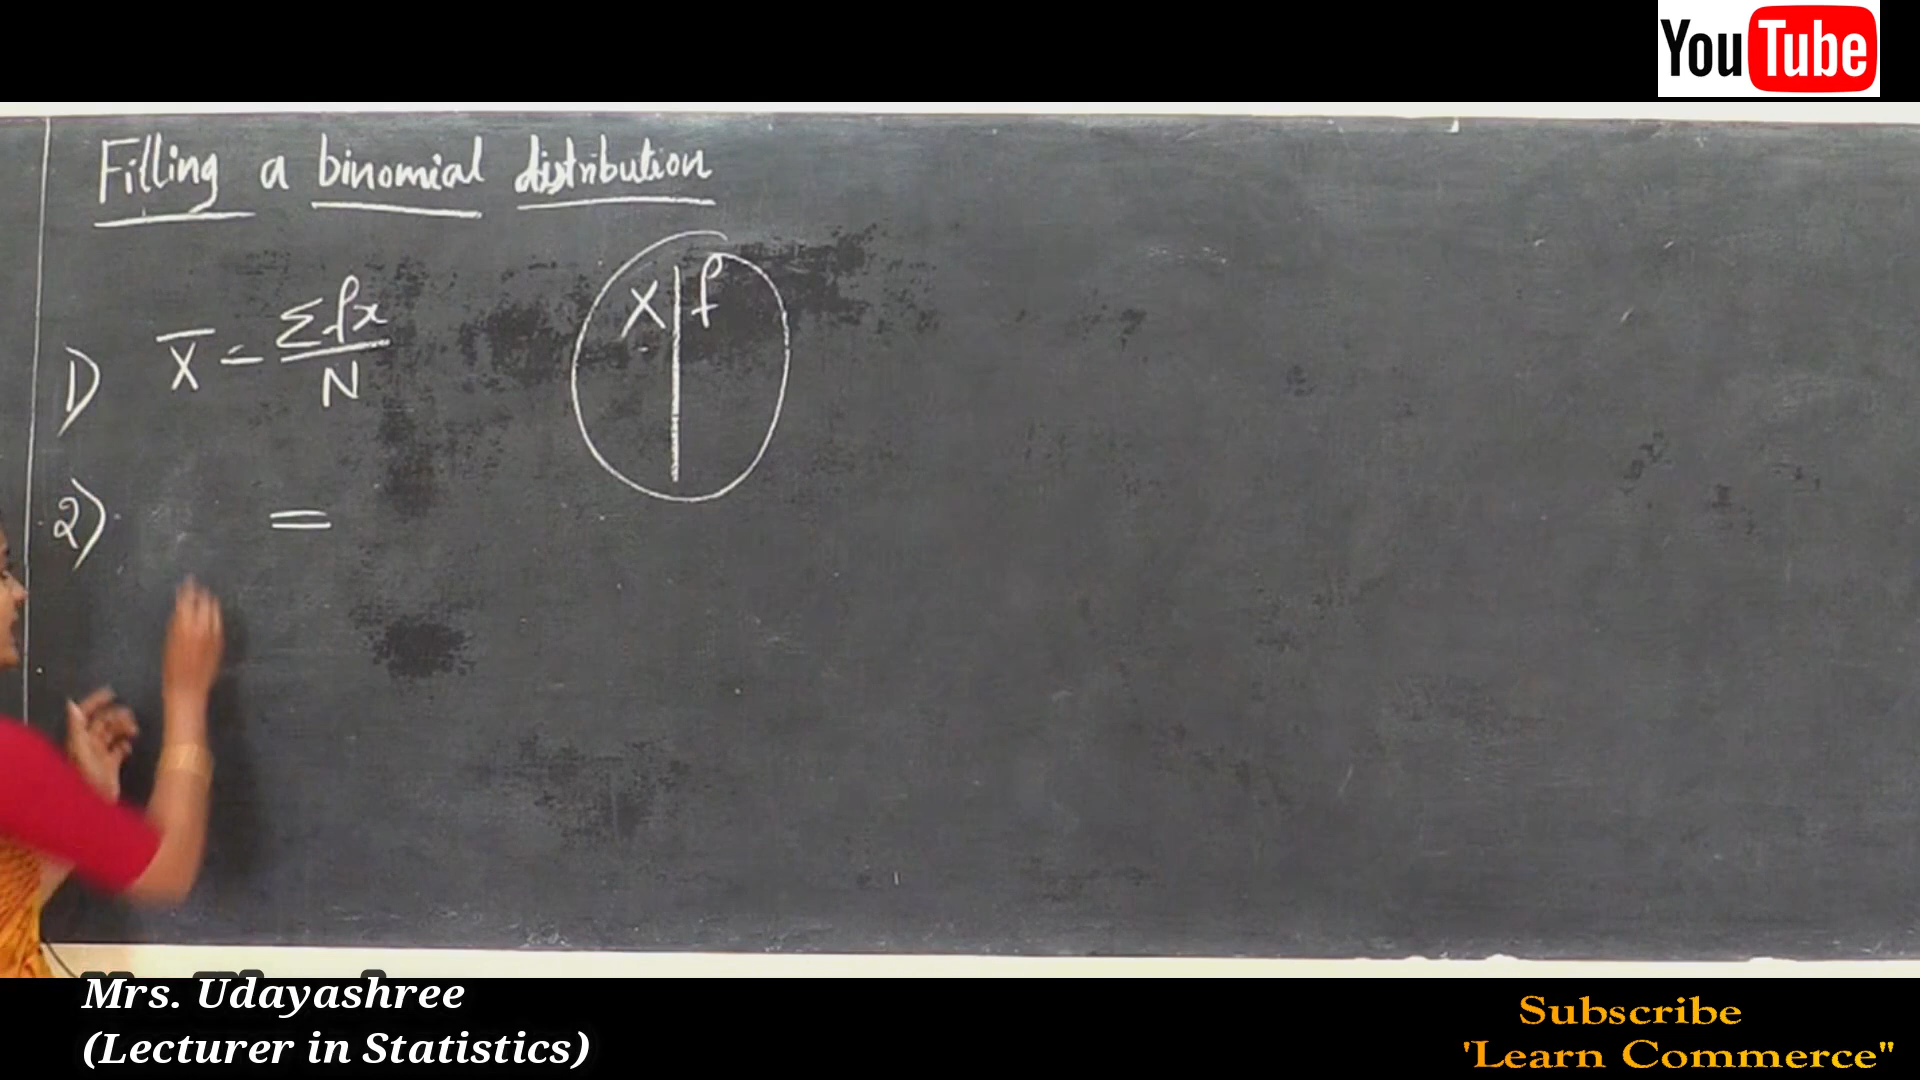 YouTube
Filling a binomial distribution
1) X̅ = Σfx / N
X | f
2) =
Mrs. Udayashree
(Lecturer in Statistics)
Subscribe
'Learn Commerce"